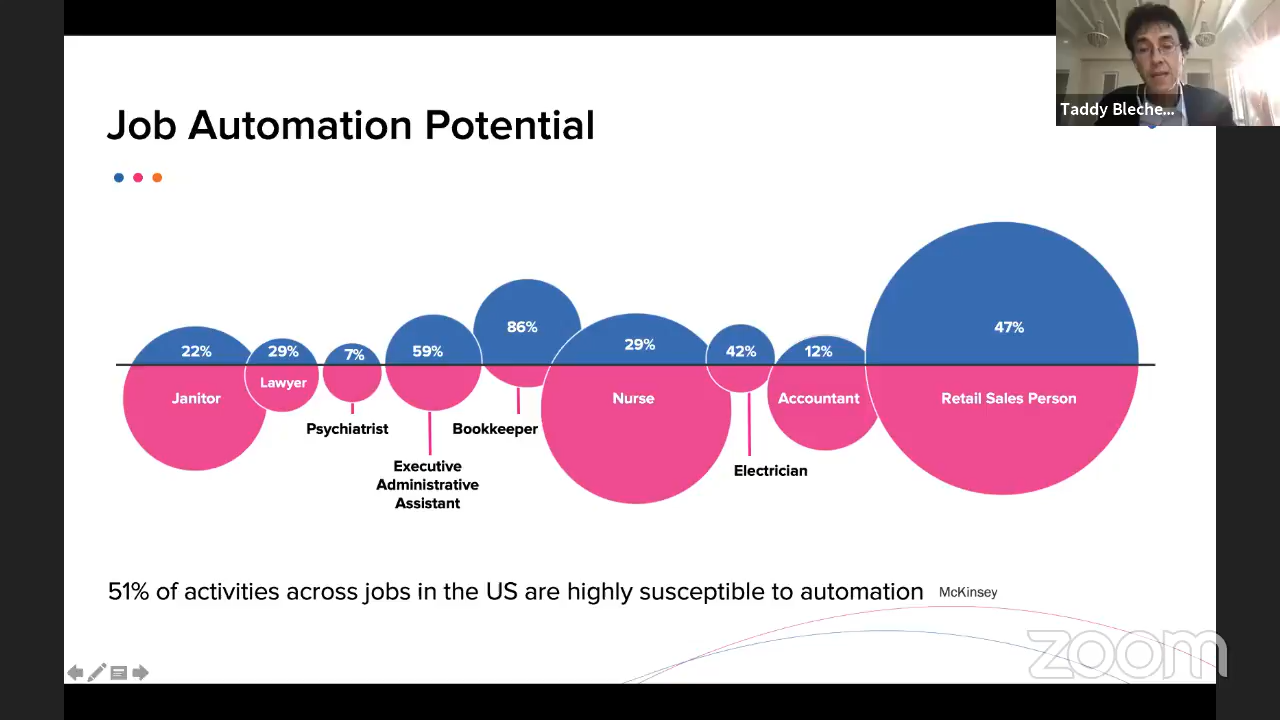 Taddy Bleche...
Job Automation Potential
22%
29%
7%
59%
86%
29%
42%
12%
47%
Janitor
Lawyer
Psychiatrist
Executive
Administrative
Assistant
Bookkeeper
Nurse
Electrician
Accountant
Retail Sales Person
51% of activities across jobs in the US are highly susceptible to automation McKinsey
zoom